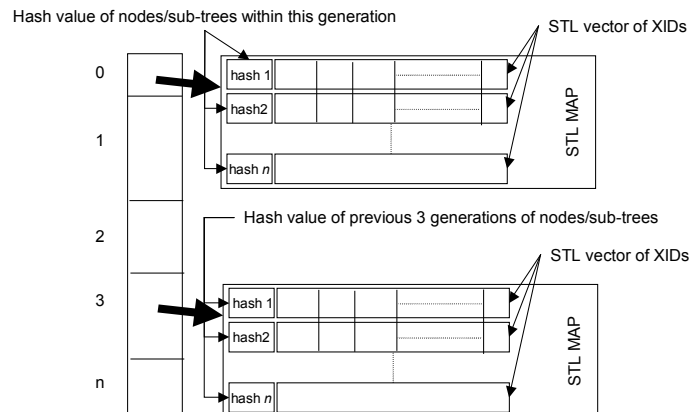 Hash value of nodes/sub-trees within this generation
STL vector of XIDs
0
hash 1
hash2
STL MAP
1
hash n
2
Hash value of previous 3 generations of nodes/sub-trees
STL vector of XIDs
3
hash 1
hash2
STL MAP
n
hash n